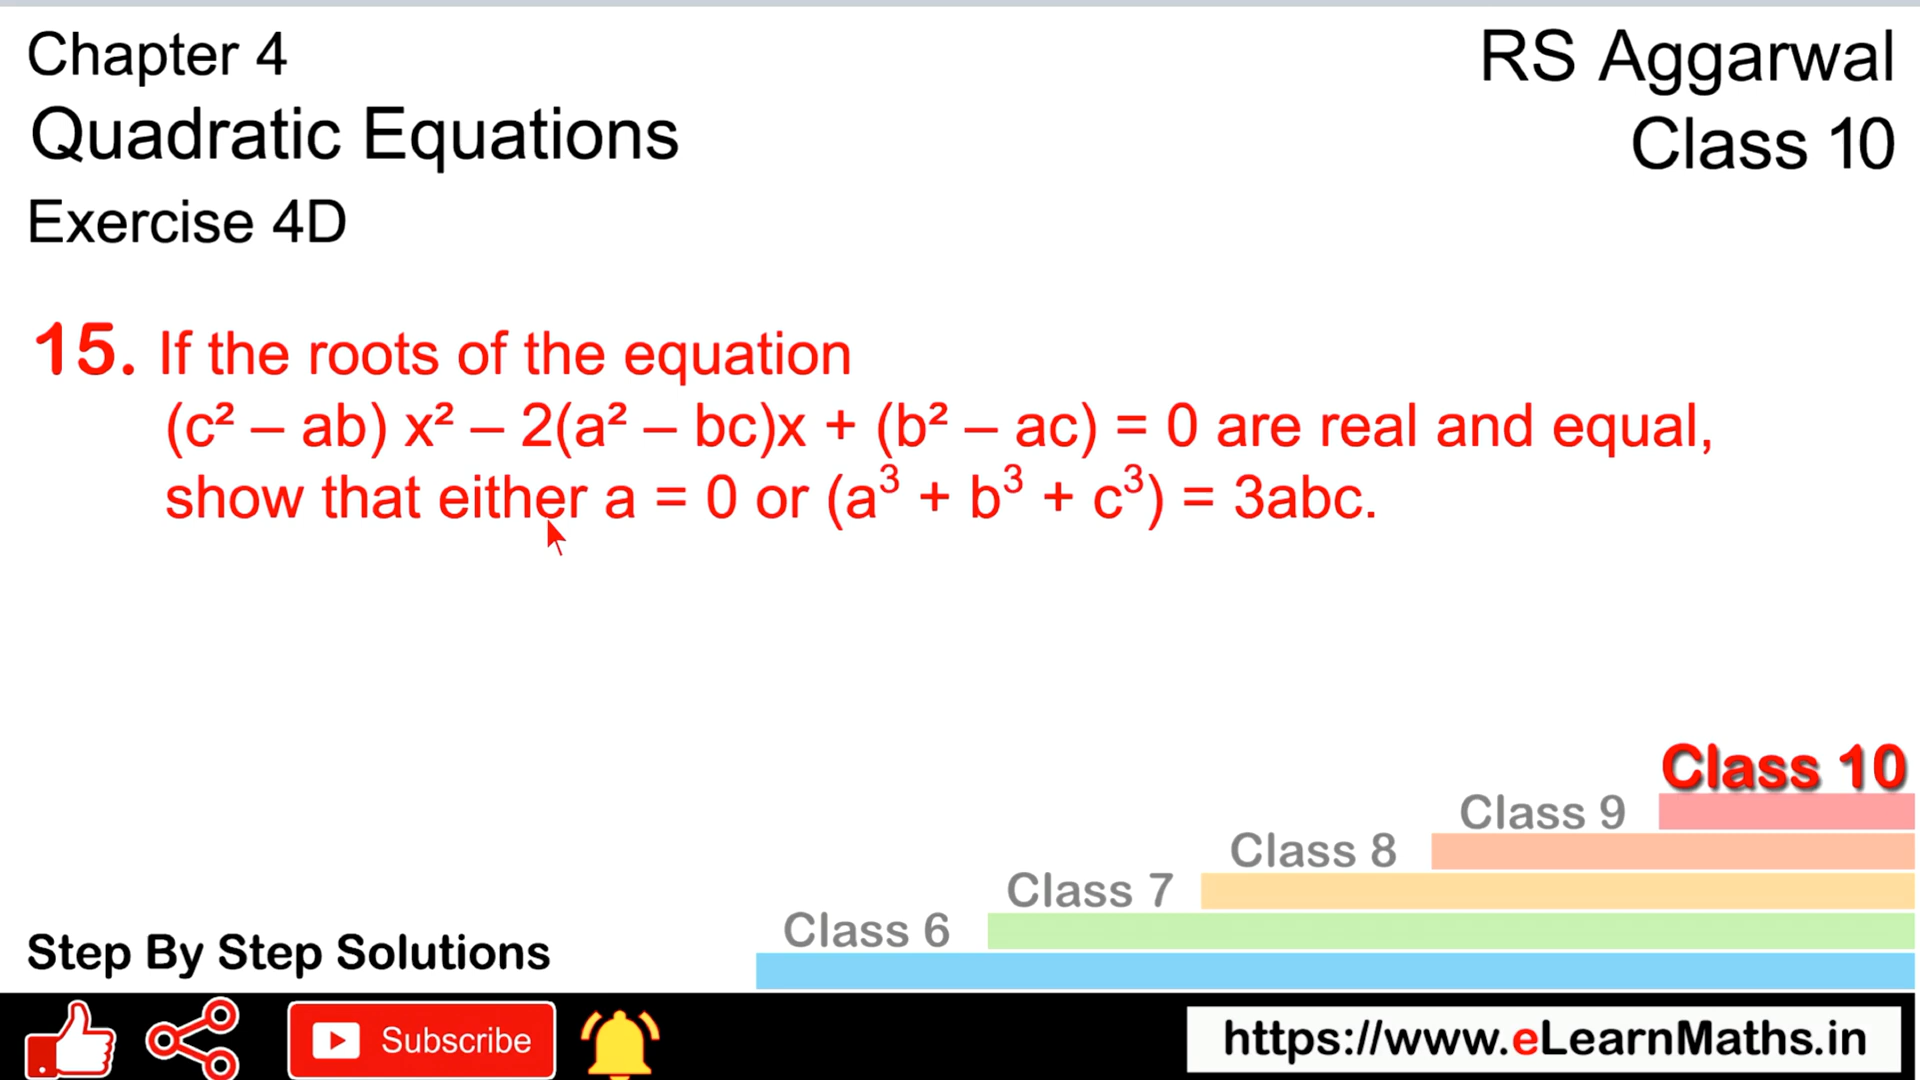 Chapter 4
RS Aggarwal
Quadratic Equations
Class 10
Exercise 4D
15. If the roots of the equation
(c² – ab) x² – 2(a² – bc)x + (b² – ac) = 0 are real and equal,
show that either a = 0 or (a³ + b³ + c³) = 3abc.
Class 10
Class 9
Class 8
Class 7
Class 6
Step By Step Solutions
Subscribe
https://www.eLearnMaths.in